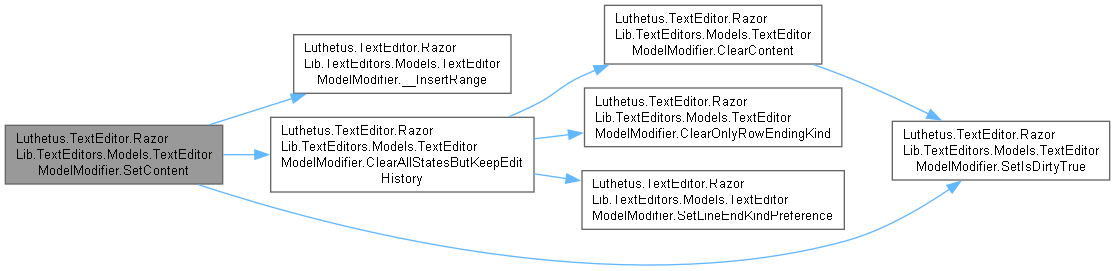 Luthetus.TextEditor.Razor
Lib.TextEditors.Models.TextEditor
ModelModifier.SetContent
Luthetus.TextEditor.Razor
Lib.TextEditors.Models.TextEditor
ModelModifier.__InsertRange
Luthetus.TextEditor.Razor
Lib.TextEditors.Models.TextEditor
ModelModifier.ClearAllStatesButKeepEdit
History
Luthetus.TextEditor.Razor
Lib.TextEditors.Models.TextEditor
ModelModifier.ClearContent
Luthetus.TextEditor.Razor
Lib.TextEditors.Models.TextEditor
ModelModifier.ClearOnlyRowEndingKind
Luthetus.TextEditor.Razor
Lib.TextEditors.Models.TextEditor
ModelModifier.SetLineEndKindPreference
Luthetus.TextEditor.Razor
Lib.TextEditors.Models.TextEditor
ModelModifier.SetIsDirtyTrue